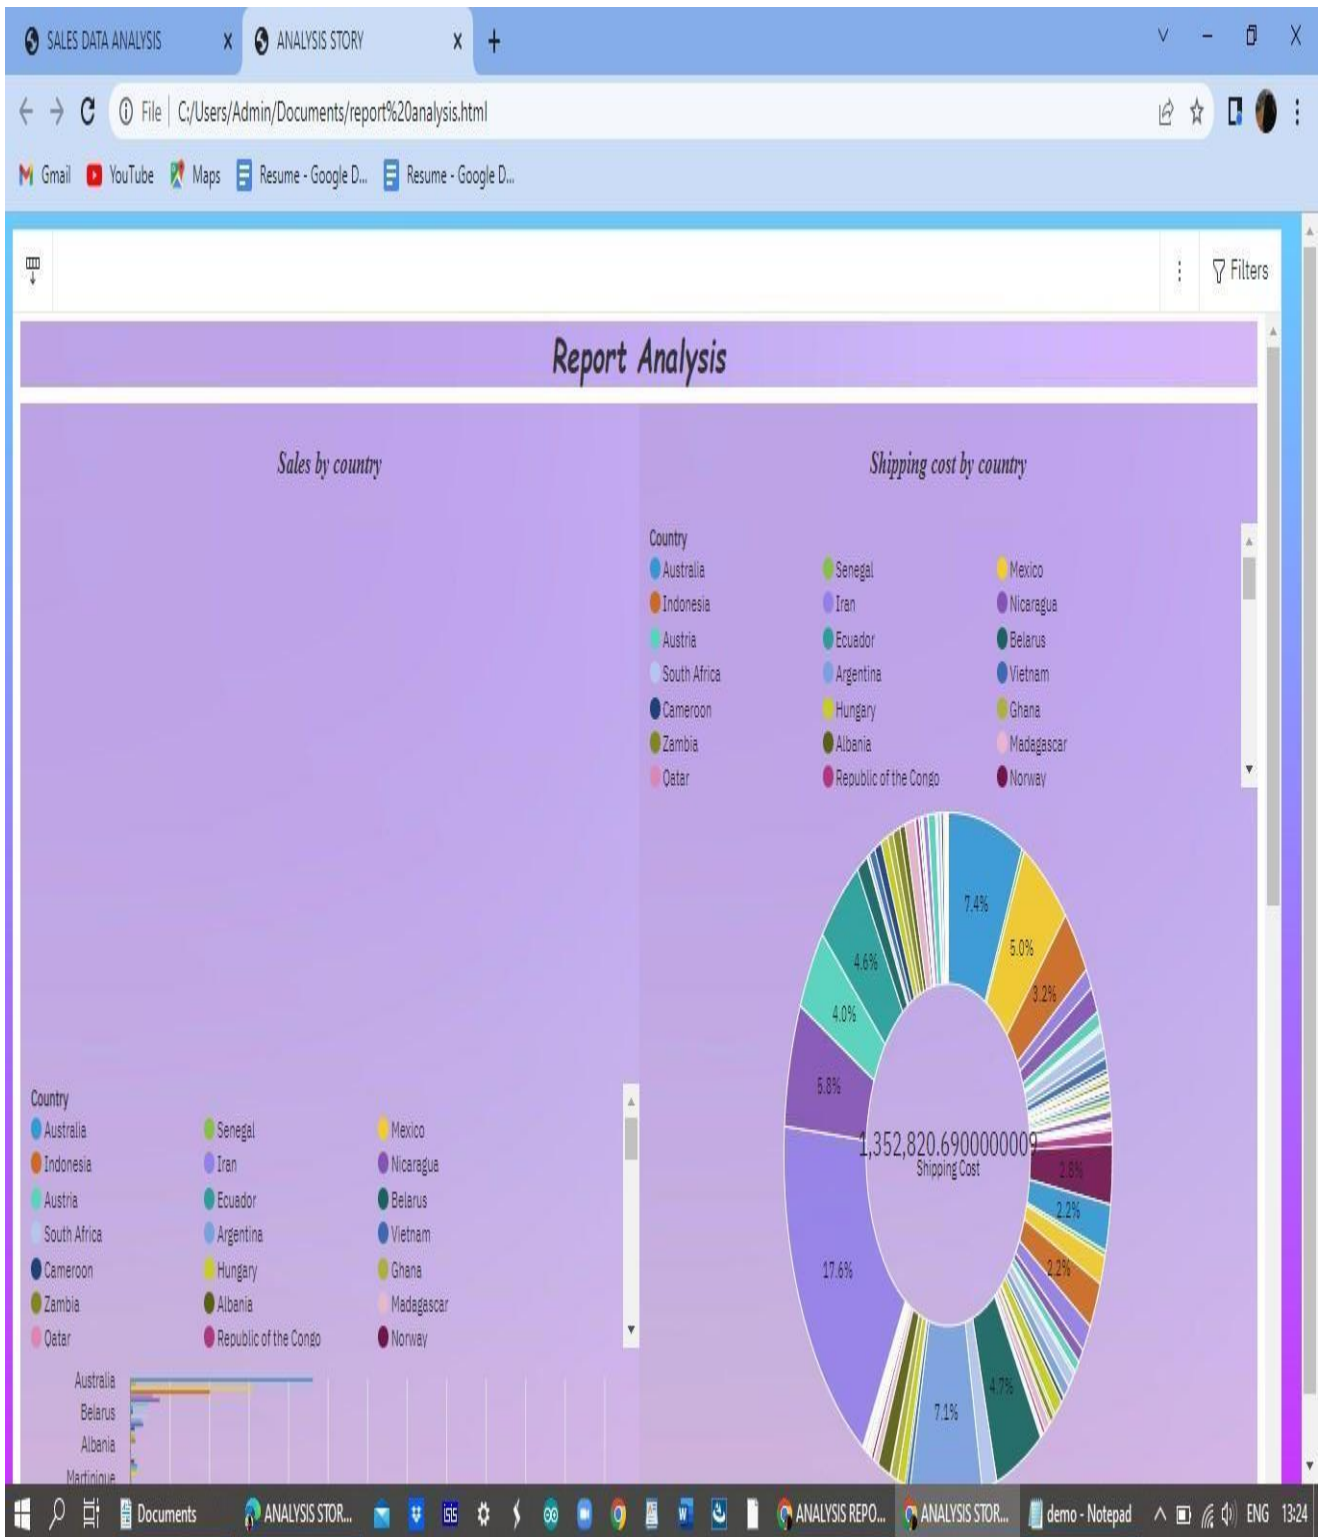 SALES DATA ANALYSIS
ANALYSIS STORY
File | C:/Users/Admin/Documents/report%20analysis.html
Gmail YouTube Maps Resume - Google D... Resume - Google D...
Filters
Report Analysis
Sales by country
Shipping cost by country
Country
Australia Senegal Mexico
Indonesia Iran Nicaragua
Austria Ecuador Belarus
South Africa Argentina Vietnam
Cameroon Hungary Ghana
Zambia Albania Madagascar
Qatar Republic of the Congo Norway
7.4%
5.0%
4.6%
3.2%
4.0%
5.8%
1,352,820.6900000009
Shipping Cost
2.8%
2.2%
17.6%
2.2%
4.7%
7.1%
Country
Australia Senegal Mexico
Indonesia Iran Nicaragua
Austria Ecuador Belarus
South Africa Argentina Vietnam
Cameroon Hungary Ghana
Zambia Albania Madagascar
Qatar Republic of the Congo Norway
Australia
Belarus
Albania
Martinique
Documents ANALYSIS STOR... ISIS ANALYSIS REPO... ANALYSIS STOR... demo - Notepad ENG 13:24